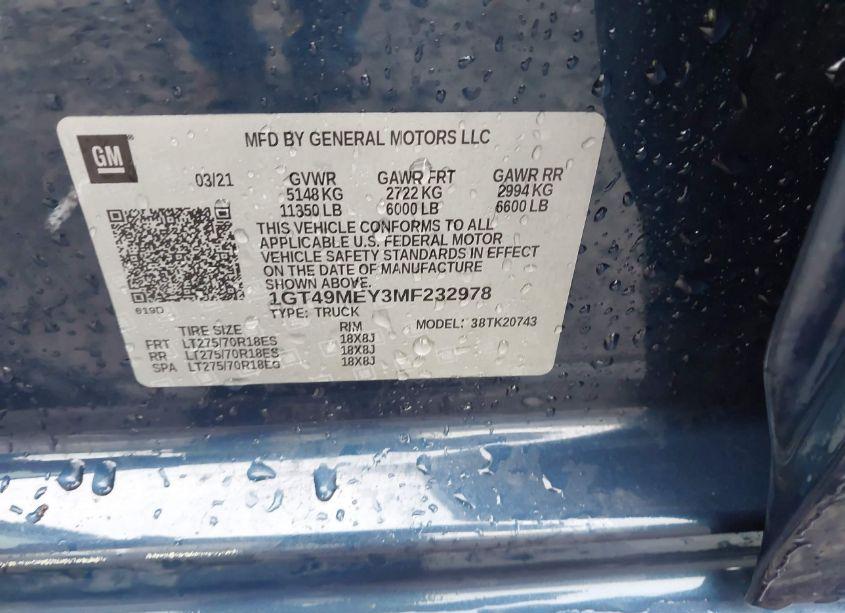 GM
MFD BY GENERAL MOTORS LLC
03/21 GVWR GAWR FRT GAWR RR
5148 KG 2722 KG 2994 KG
11350 LB 6000 LB 6600 LB
THIS VEHICLE CONFORMS TO ALL
APPLICABLE U.S. FEDERAL MOTOR
VEHICLE SAFETY STANDARDS IN EFFECT
ON THE DATE OF MANUFACTURE
SHOWN ABOVE.
1GT49MEY3MF232978
619D
TYPE: TRUCK MODEL: 38TK20743
TIRE SIZE RIM
FRT LT275/70R18ES 18X8J
RR LT275/70R18ES 18X8J
SPA LT275/70R18ES 18X8J